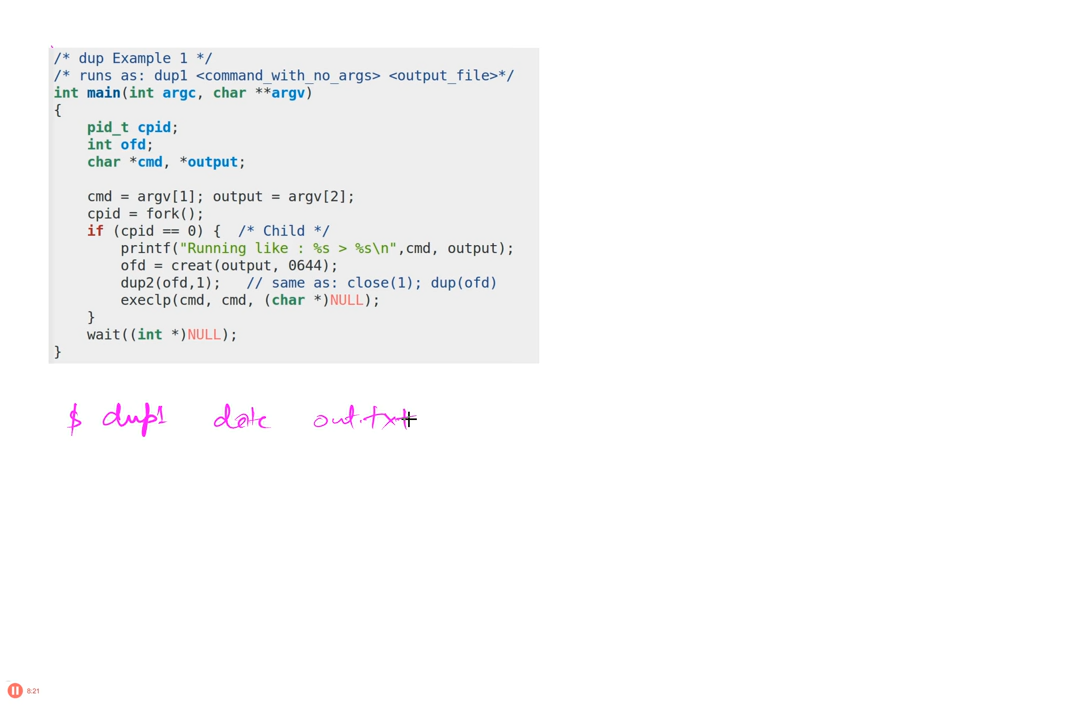 /* dup Example 1 */
/* runs as: dup1 <command_with_no_args> <output_file>*/
int main(int argc, char **argv)
{
    pid_t cpid;
    int ofd;
    char *cmd, *output;

    cmd = argv[1]; output = argv[2];
    cpid = fork();
    if (cpid == 0) {  /* Child */
        printf("Running like : %s > %s\n",cmd, output);
        ofd = creat(output, 0644);
        dup2(ofd,1);   // same as: close(1); dup(ofd)
        execlp(cmd, cmd, (char *)NULL);
    }
    wait((int *)NULL);
}
$ dup1 date out.txt
8:21